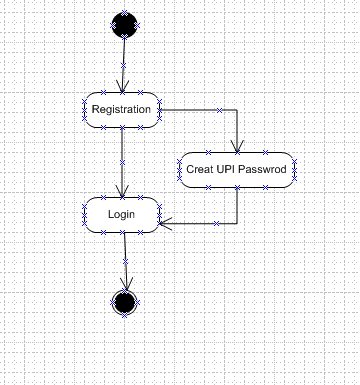 Registration
Creat UPI Passwrod
Login